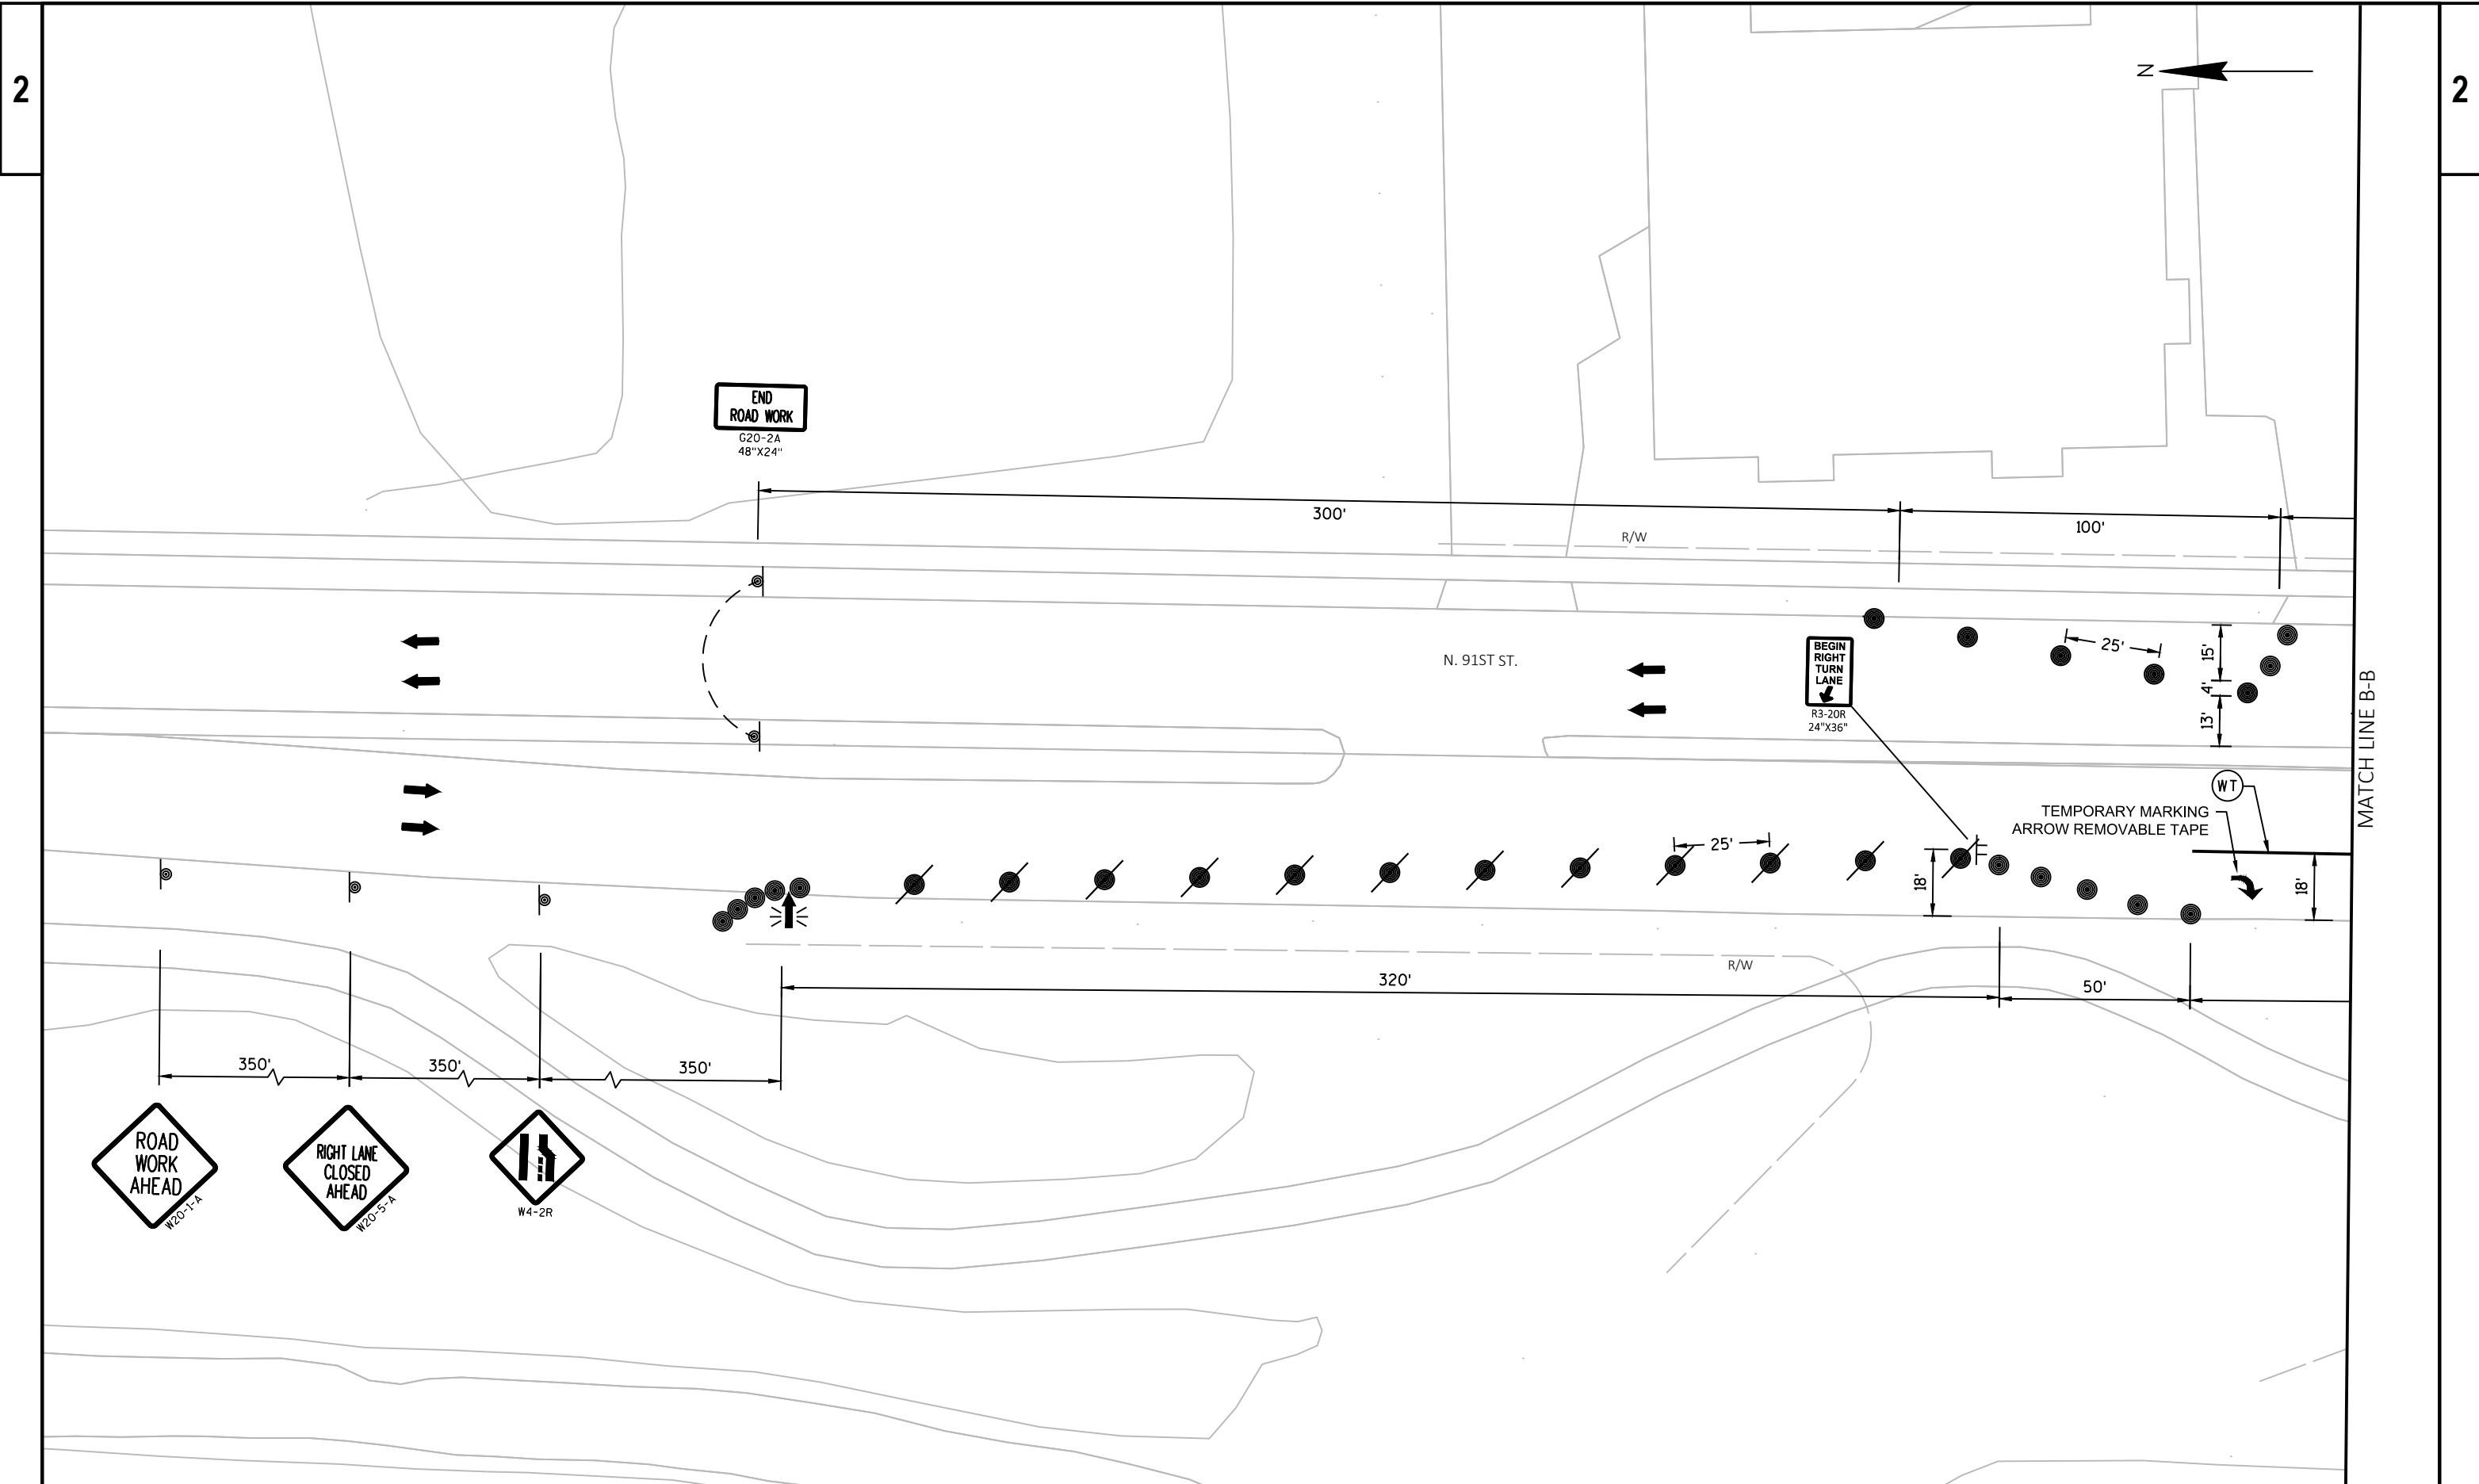 2
2
N
END
ROAD WORK
G20-2A
48"X24"
300'
100'
R/W
25'
15'
4'
13'
N. 91ST ST.
BEGIN
RIGHT
TURN
LANE
R3-20R
24"X36"
MATCH LINE B-B
WT
TEMPORARY MARKING
ARROW REMOVABLE TAPE
25'
18'
18'
R/W
320'
50'
350'
350'
350'
ROAD
WORK
AHEAD
W20-1-A
RIGHT LANE
CLOSED
AHEAD
W20-5-A
W4-2R